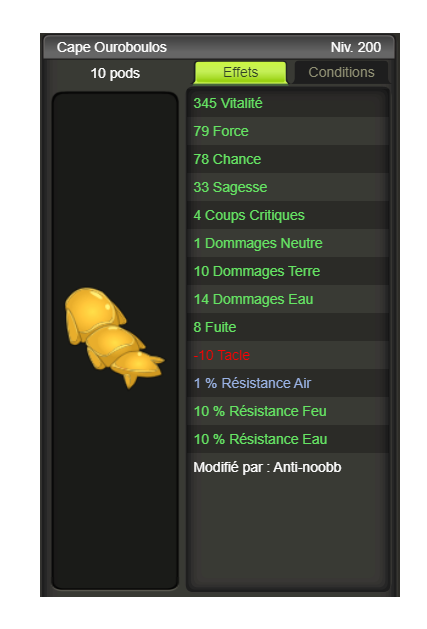 Cape Ouroboulos
Niv. 200
10 pods
Effets
Conditions
345 Vitalité
79 Force
78 Chance
33 Sagesse
4 Coups Critiques
1 Dommages Neutre
10 Dommages Terre
14 Dommages Eau
8 Fuite
-10 Tacle
1 % Résistance Air
10 % Résistance Feu
10 % Résistance Eau
Modifié par : Anti-noobb